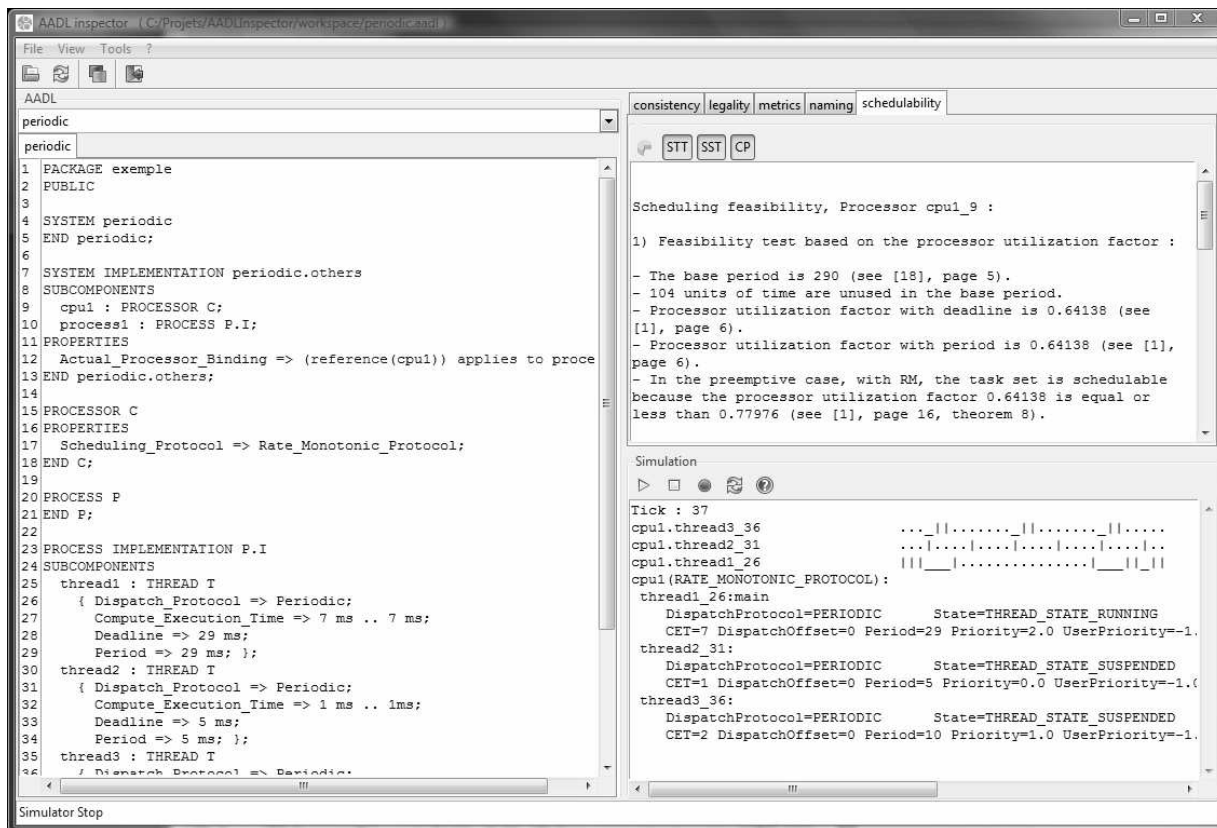 AADL inspector ( C:/Projets/AADLInspector/workspace/periodic.aadl )
File View Tools ?
AADL
periodic
periodic
1 PACKAGE exemple
2 PUBLIC
3
4 SYSTEM periodic
5 END periodic;
6
7 SYSTEM IMPLEMENTATION periodic.others
8 SUBCOMPONENTS
9 cpu1 : PROCESSOR C;
10 process1 : PROCESS P.I;
11 PROPERTIES
12 Actual_Processor_Binding => (reference(cpu1)) applies to proce
13 END periodic.others;
14
15 PROCESSOR C
16 PROPERTIES
17 Scheduling_Protocol => Rate_Monotonic_Protocol;
18 END C;
19
20 PROCESS P
21 END P;
22
23 PROCESS IMPLEMENTATION P.I
24 SUBCOMPONENTS
25 thread1 : THREAD T
26 { Dispatch_Protocol => Periodic;
27 Compute_Execution_Time => 7 ms .. 7 ms;
28 Deadline => 29 ms;
29 Period => 29 ms; };
30 thread2 : THREAD T
31 { Dispatch_Protocol => Periodic;
32 Compute_Execution_Time => 1 ms .. 1ms;
33 Deadline => 5 ms;
34 Period => 5 ms; };
35 thread3 : THREAD T
36 { Dispatch_Protocol => Periodic;
consistency legality metrics naming schedulability
STT SST CP
Scheduling feasibility, Processor cpu1_9 :
1) Feasibility test based on the processor utilization factor :
- The base period is 290 (see [18], page 5).
- 104 units of time are unused in the base period.
- Processor utilization factor with deadline is 0.64138 (see
[1], page 6).
- Processor utilization factor with period is 0.64138 (see [1],
page 6).
- In the preemptive case, with RM, the task set is schedulable
because the processor utilization factor 0.64138 is equal or
less than 0.77976 (see [1], page 16, theorem 8).
Simulation
Tick : 37
cpu1.thread3_36 ..._||......._||......._||.....
cpu1.thread2_31 ...|....|....|....|....|....|..
cpu1.thread1_26 |||___|...............|___||_||
cpu1(RATE_MONOTONIC_PROTOCOL):
thread1_26:main
DispatchProtocol=PERIODIC State=THREAD_STATE_RUNNING
CET=7 DispatchOffset=0 Period=29 Priority=2.0 UserPriority=-1.
thread2_31:
DispatchProtocol=PERIODIC State=THREAD_STATE_SUSPENDED
CET=1 DispatchOffset=0 Period=5 Priority=0.0 UserPriority=-1.0
thread3_36:
DispatchProtocol=PERIODIC State=THREAD_STATE_SUSPENDED
CET=2 DispatchOffset=0 Period=10 Priority=1.0 UserPriority=-1.
Simulator Stop